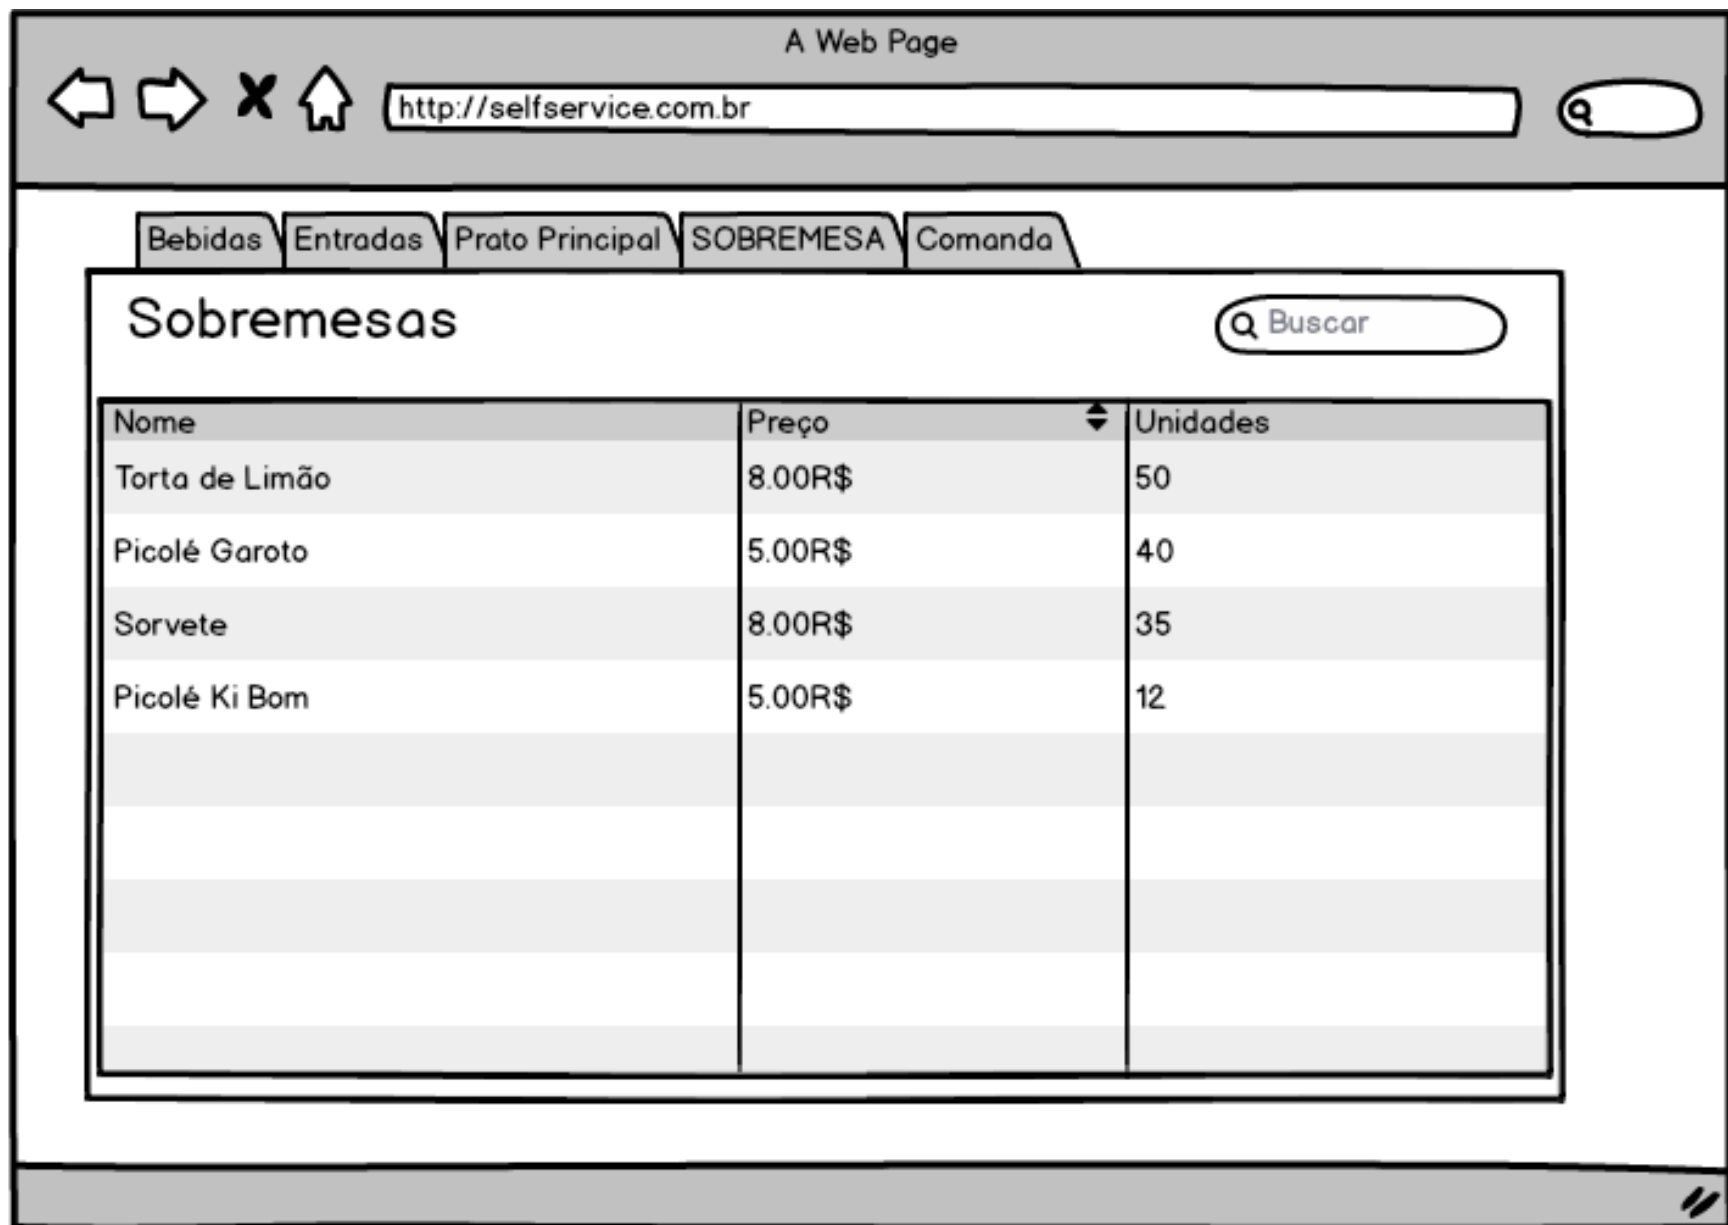 A Web Page
http://selfservice.com.br
Bebidas Entradas Prato Principal SOBREMESA Comanda
Sobremesas Buscar
Nome Preço Unidades
Torta de Limão 8.00R$ 50
Picolé Garoto 5.00R$ 40
Sorvete 8.00R$ 35
Picolé Ki Bom 5.00R$ 12